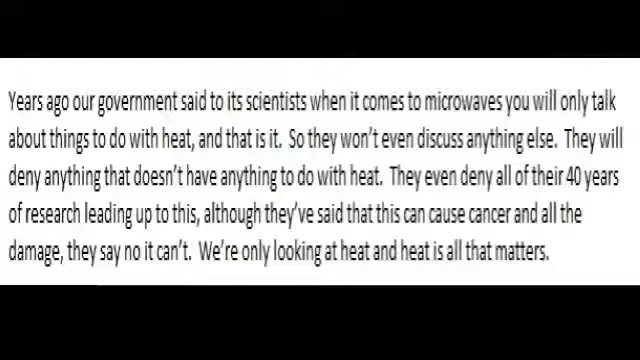 Years ago our government said to its scientists when it comes to microwaves you will only talk
about things to do with heat, and that is it.  So they won't even discuss anything else.  They will
deny anything that doesn't have anything to do with heat.  They even deny all of their 40 years
of research leading up to this, although they've said that this can cause cancer and all the
damage, they say no it can't.  We're only looking at heat and heat is all that matters.